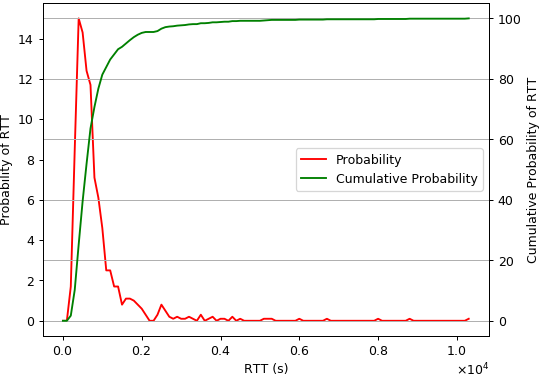 Probability of RTT
14
12
10
8
6
4
2
0
100
80
60
40
20
0
Cumulative Probability of RTT
Probability
Cumulative Probability
0.0 0.2 0.4 0.6 0.8 1.0
×10⁴
RTT (s)